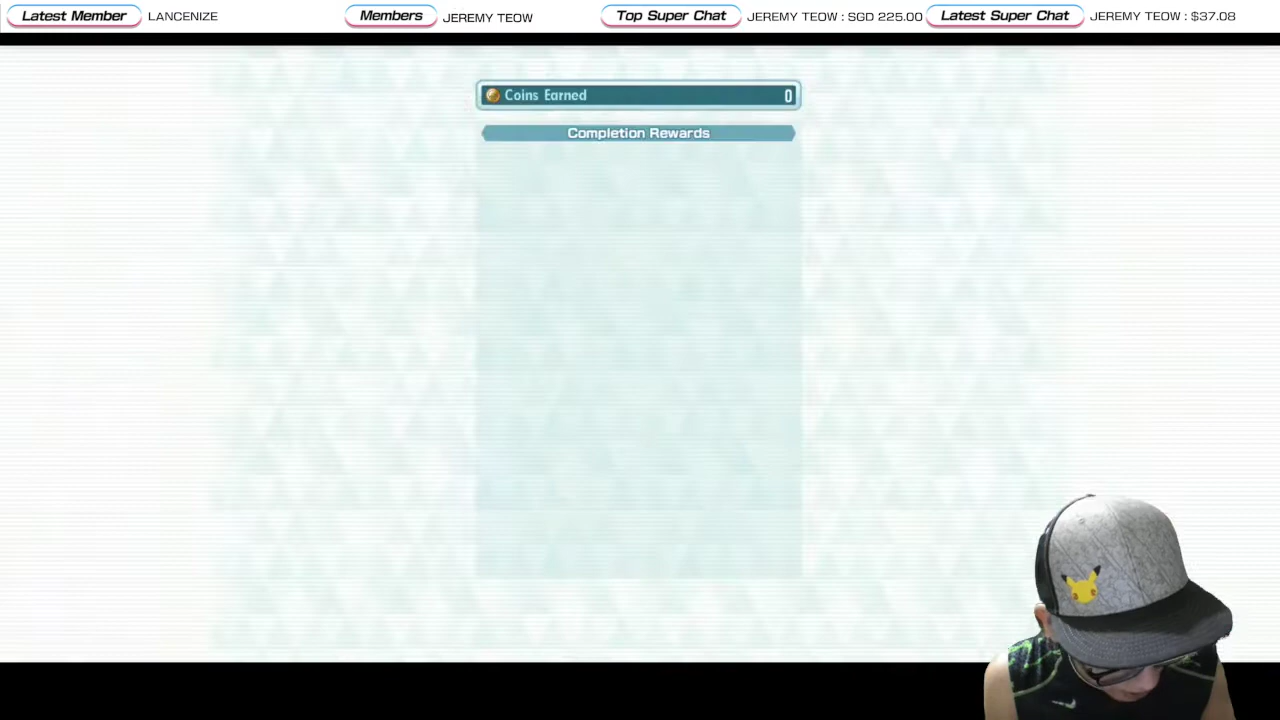 Latest Member LANCENIZE Members JEREMY TEOW Top Super Chat JEREMY TEOW : SGD 225.00 Latest Super Chat JEREMY TEOW : $37.08
Coins Earned 0
Completion Rewards